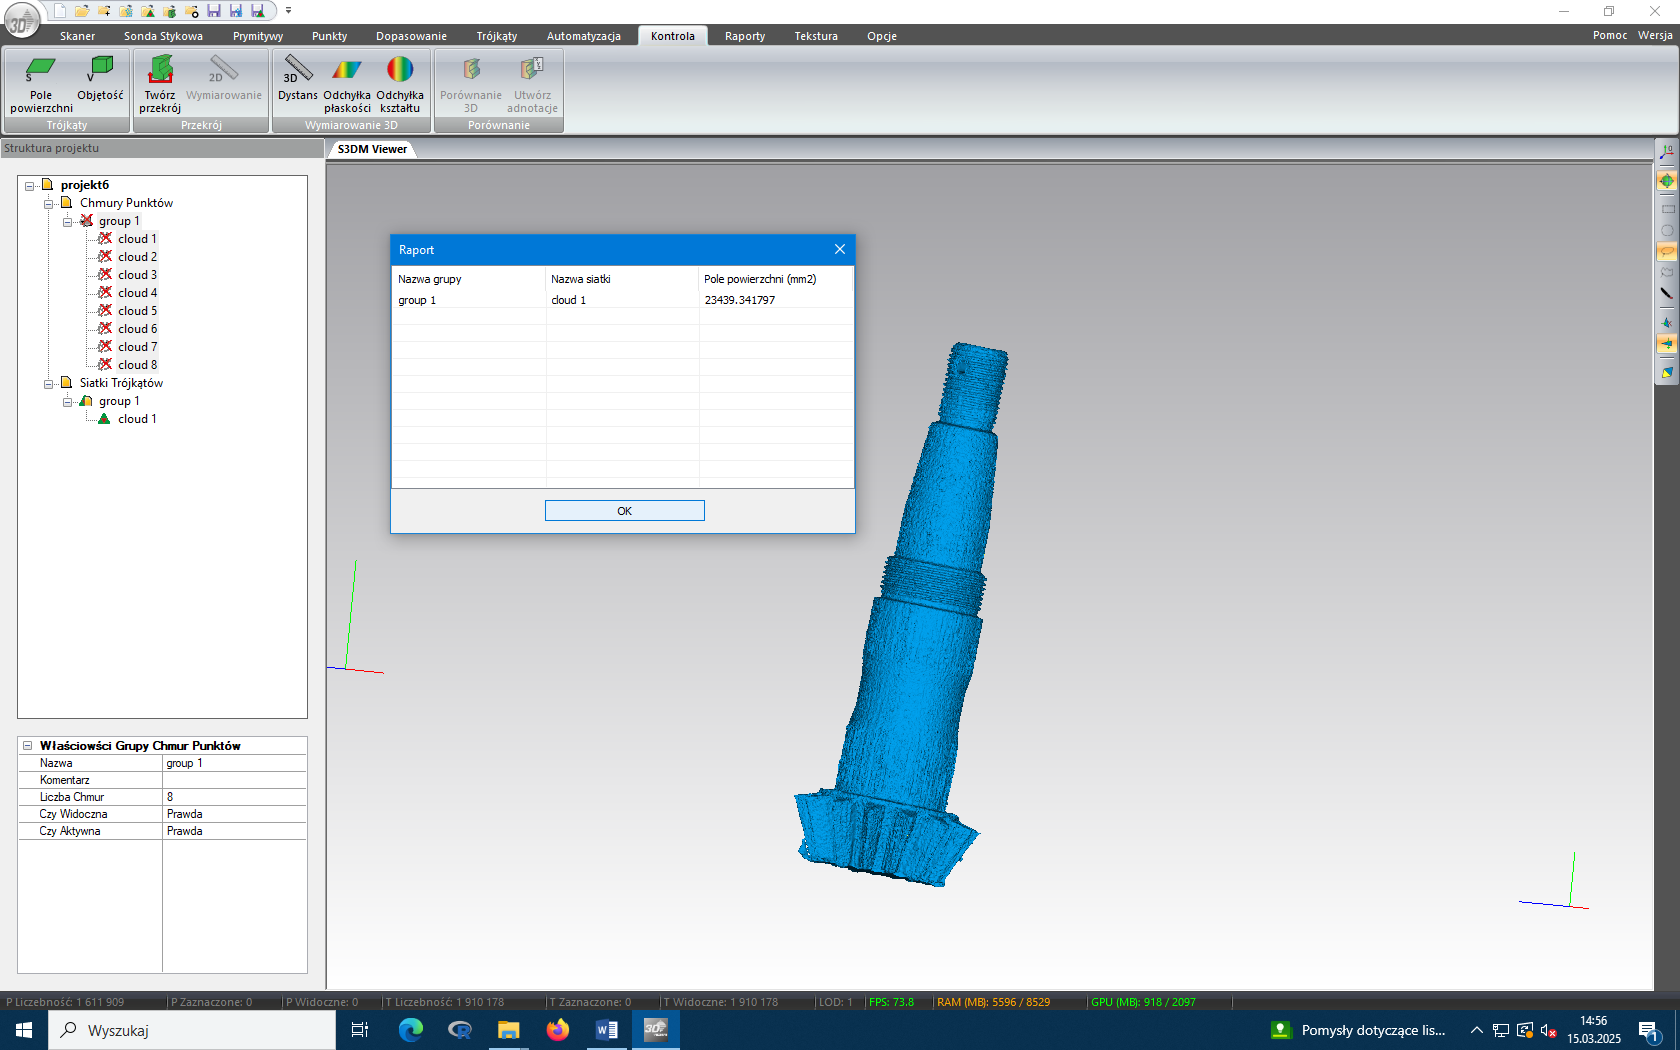 3D
Skaner
Sonda Stykowa
Prymitywy
Punkty
Dopasowanie
Trójkąty
Automatyzacja
Kontrola
Raporty
Tekstura
Opcje
Pomoc
Wersja
S
Pole powierzchni
V
Objętość
Trójkąty
Twórz przekrój
2D
Wymiarowanie
Przekrój
3D
Dystans
Odchyłka płaskości
Odchyłka kształtu
Wymiarowanie 3D
Porównanie 3D
Utwórz adnotacje
Porównanie
Struktura projektu
S3DM Viewer
projekt6
Chmury Punktów
group 1
cloud 1
cloud 2
cloud 3
cloud 4
cloud 5
cloud 6
cloud 7
cloud 8
Siatki Trójkątów
group 1
cloud 1
Raport
Nazwa grupy Nazwa siatki Pole powierzchni (mm2)
group 1 cloud 1 23439.341797
OK
Właściowści Grupy Chmur Punktów
Nazwa group 1
Komentarz
Liczba Chmur 8
Czy Widoczna Prawda
Czy Aktywna Prawda
P Liczebność: 1 611 909 P Zaznaczone: 0 P Widoczne: 0 T Liczebność: 1 910 178 T Zaznaczone: 0 T Widoczne: 1 910 178 LOD: 1 FPS: 73.8 RAM (MB): 5596 / 8529 GPU (MB): 918 / 2097
Wyszukaj
Pomysły dotyczące lis...
14:56
15.03.2025
1